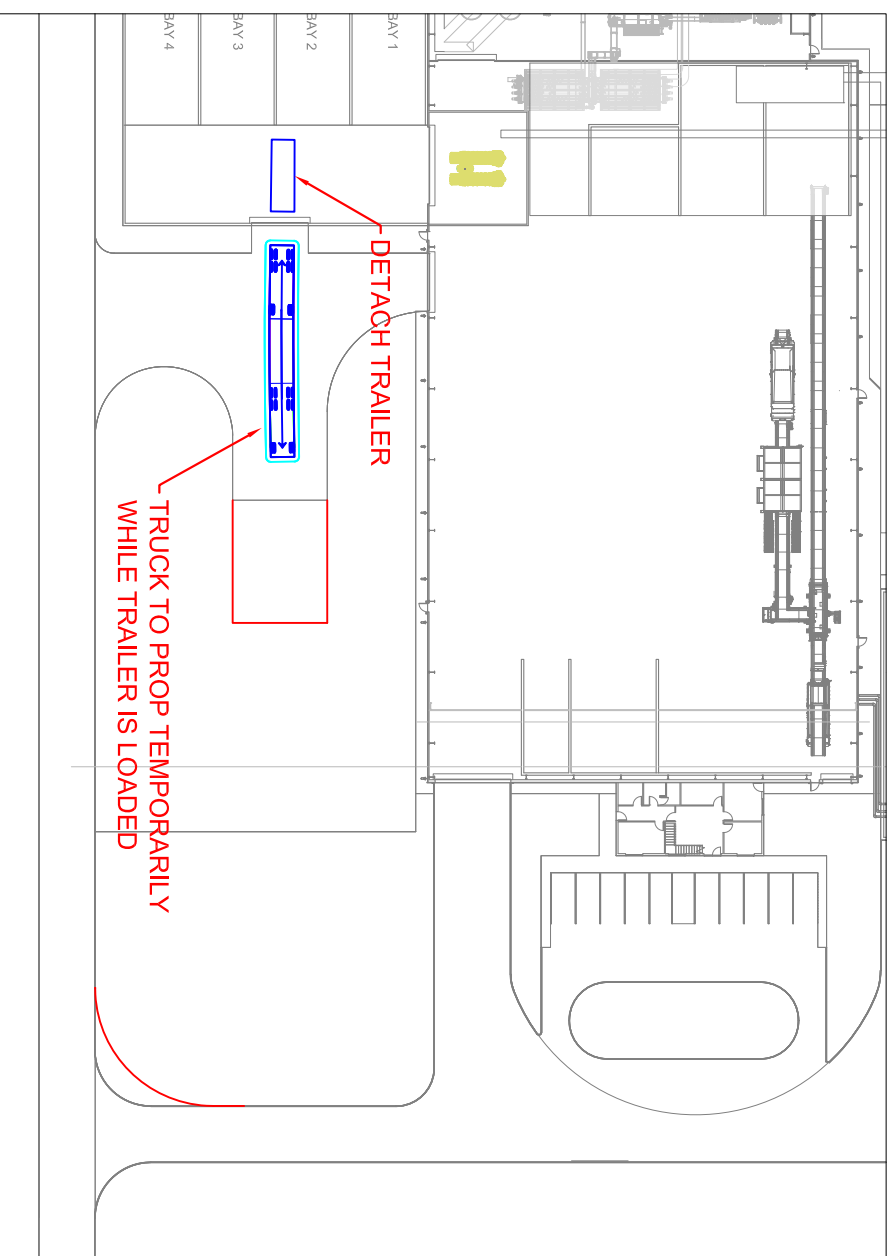 BAY 4
BAY 3
BAY 2
BAY 1
DETACH TRAILER
TRUCK TO PROP TEMPORARILY
WHILE TRAILER IS LOADED